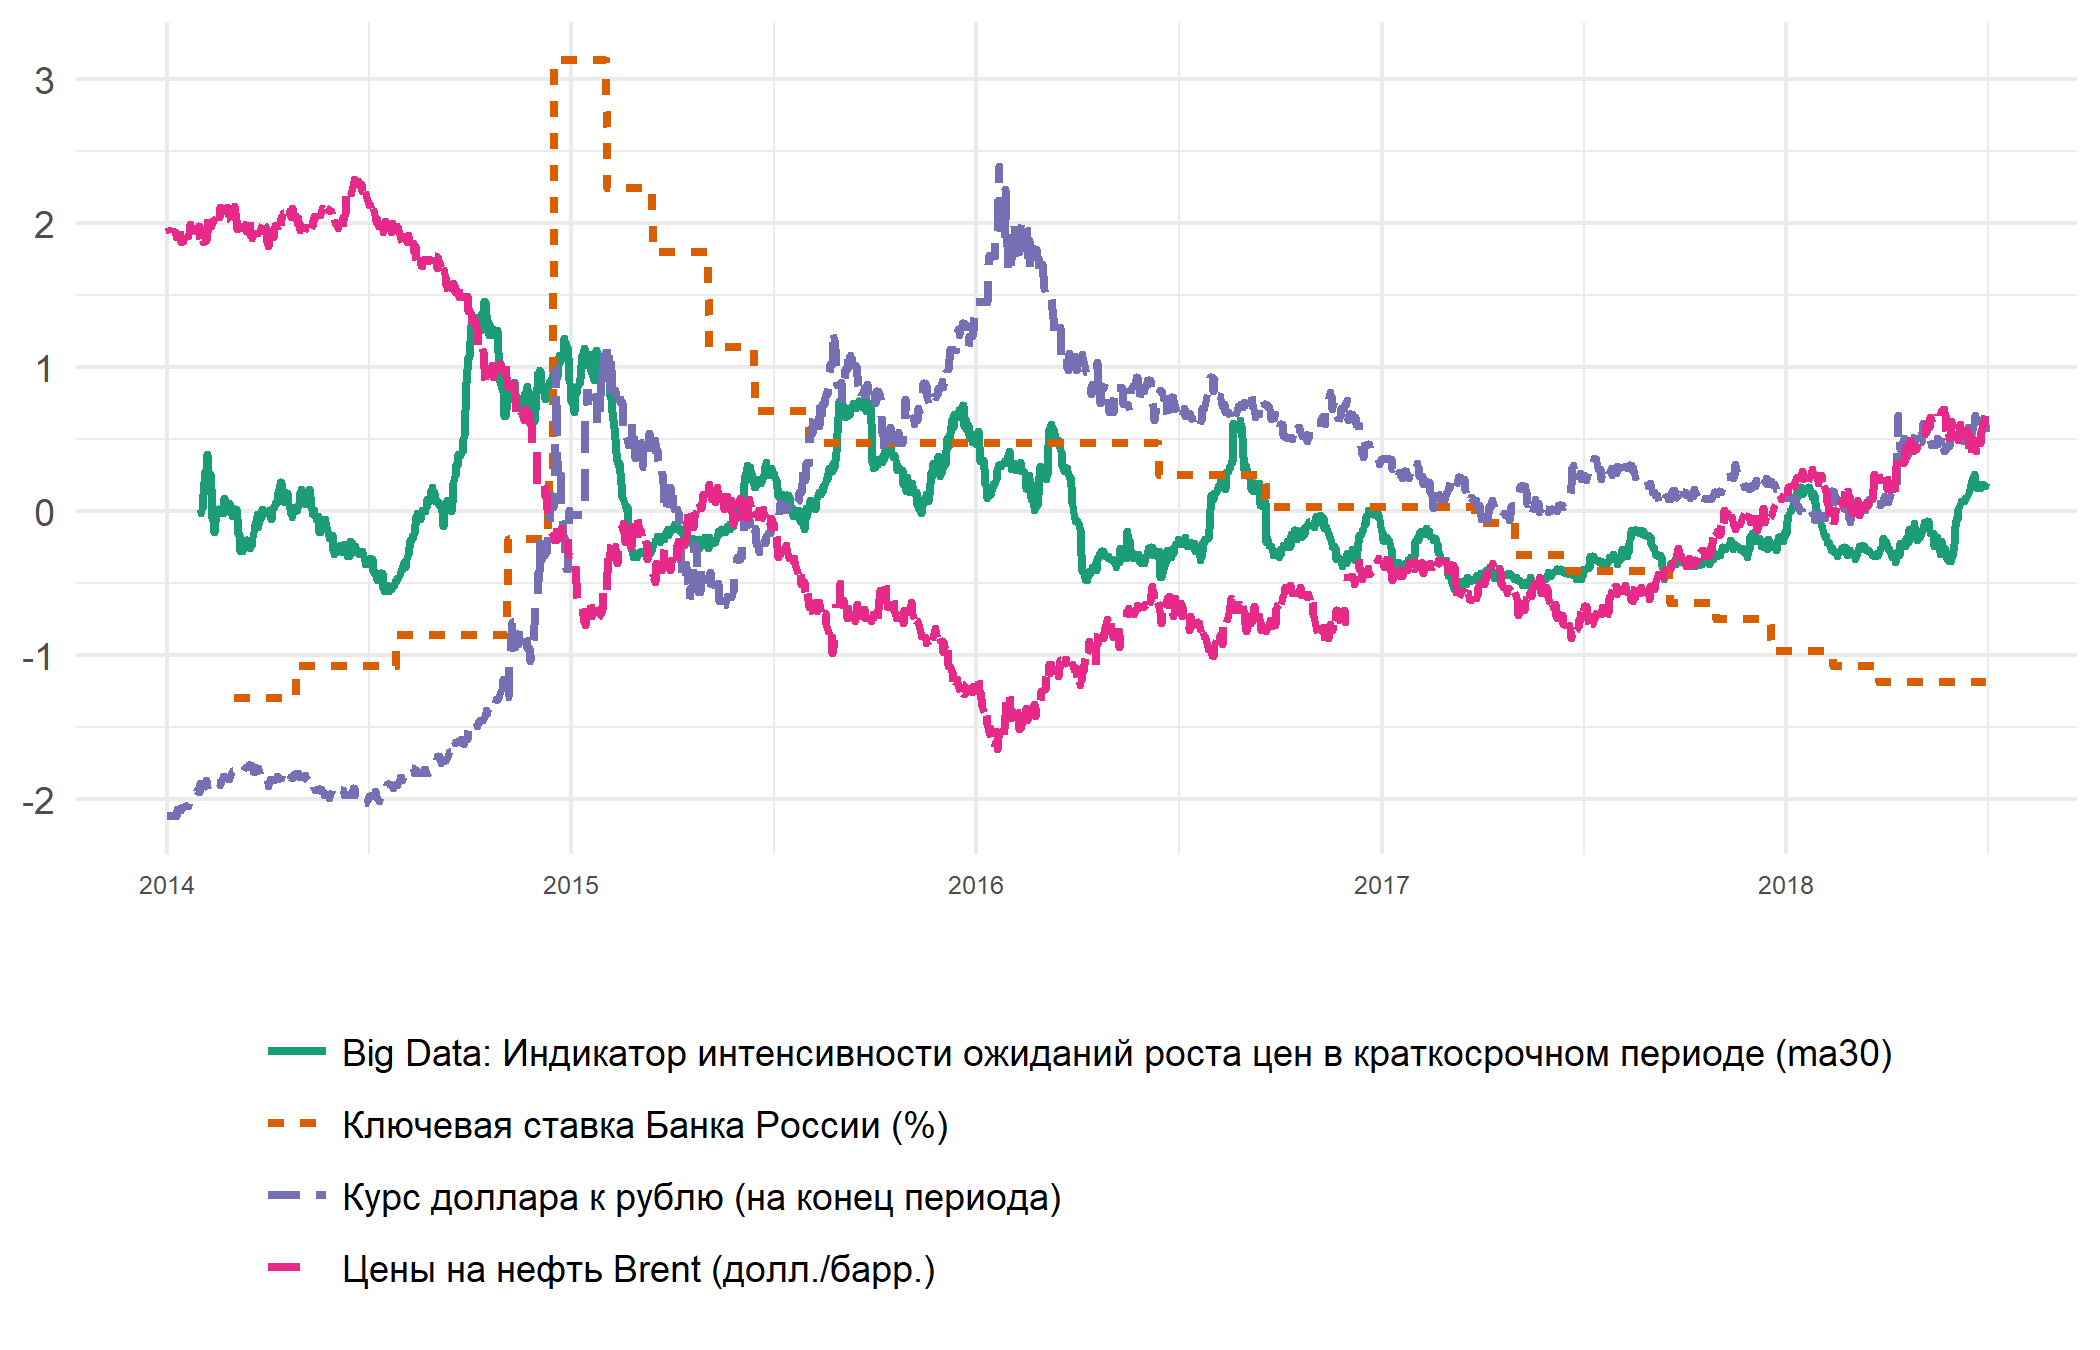 3
2
1
0
-1
-2
2014 2015 2016 2017 2018
Big Data: Индикатор интенсивности ожиданий роста цен в краткосрочном периоде (ma30)
Ключевая ставка Банка России (%)
Курс доллара к рублю (на конец периода)
Цены на нефть Brent (долл./барр.)